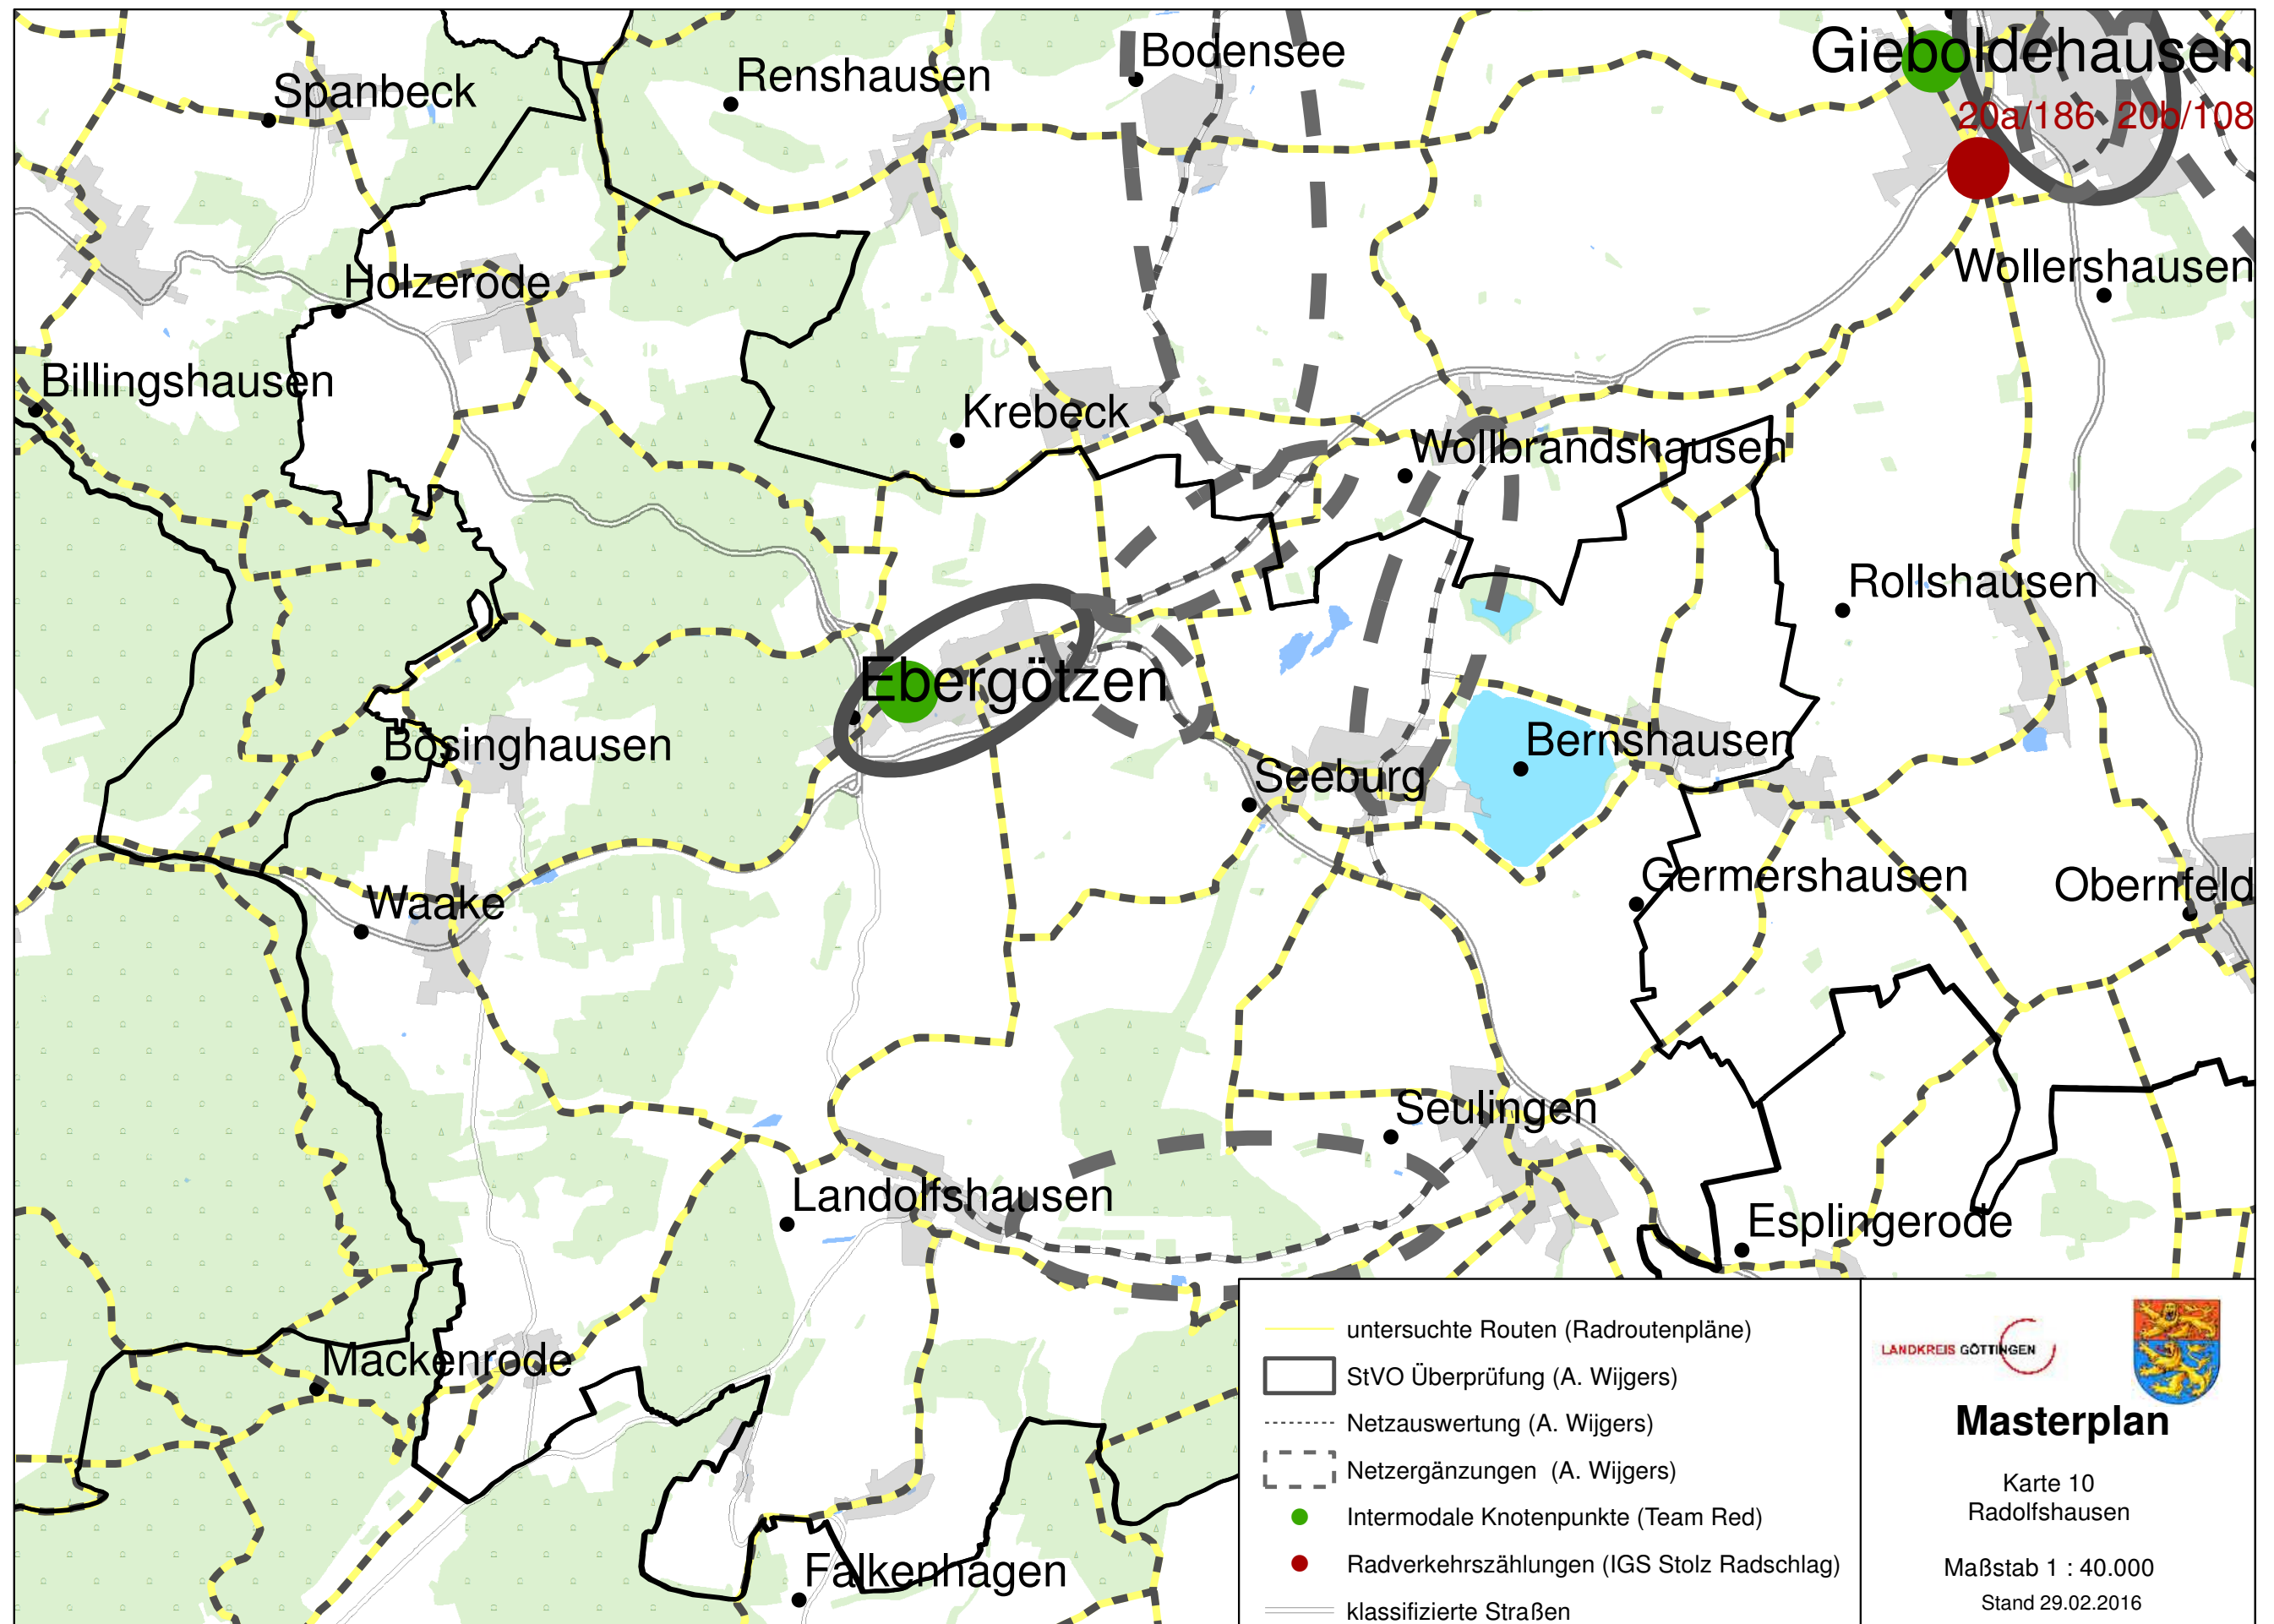 Gieboldehausen
Bodensee
Renshausen
Spanbeck
20a/186 20b/108
Wollershausen
Holzerode
Billingshausen
Krebeck
Wollbrandshausen
Rollshausen
Ebergötzen
Bösinghausen
Bernshausen
Seeburg
Germershausen
Obernfeld
Waake
Seulingen
Landolfshausen
Esplingerode
Mackenrode
Falkenhagen
untersuchte Routen (Radroutenpläne)
StVO Überprüfung (A. Wijgers)
Netzauswertung (A. Wijgers)
Netzergänzungen (A. Wijgers)
Intermodale Knotenpunkte (Team Red)
Radverkehrszählungen (IGS Stolz Radschlag)
klassifizierte Straßen
LANDKREIS GÖTTINGEN
Masterplan
Karte 10
Radolfshausen
Maßstab 1 : 40.000
Stand 29.02.2016